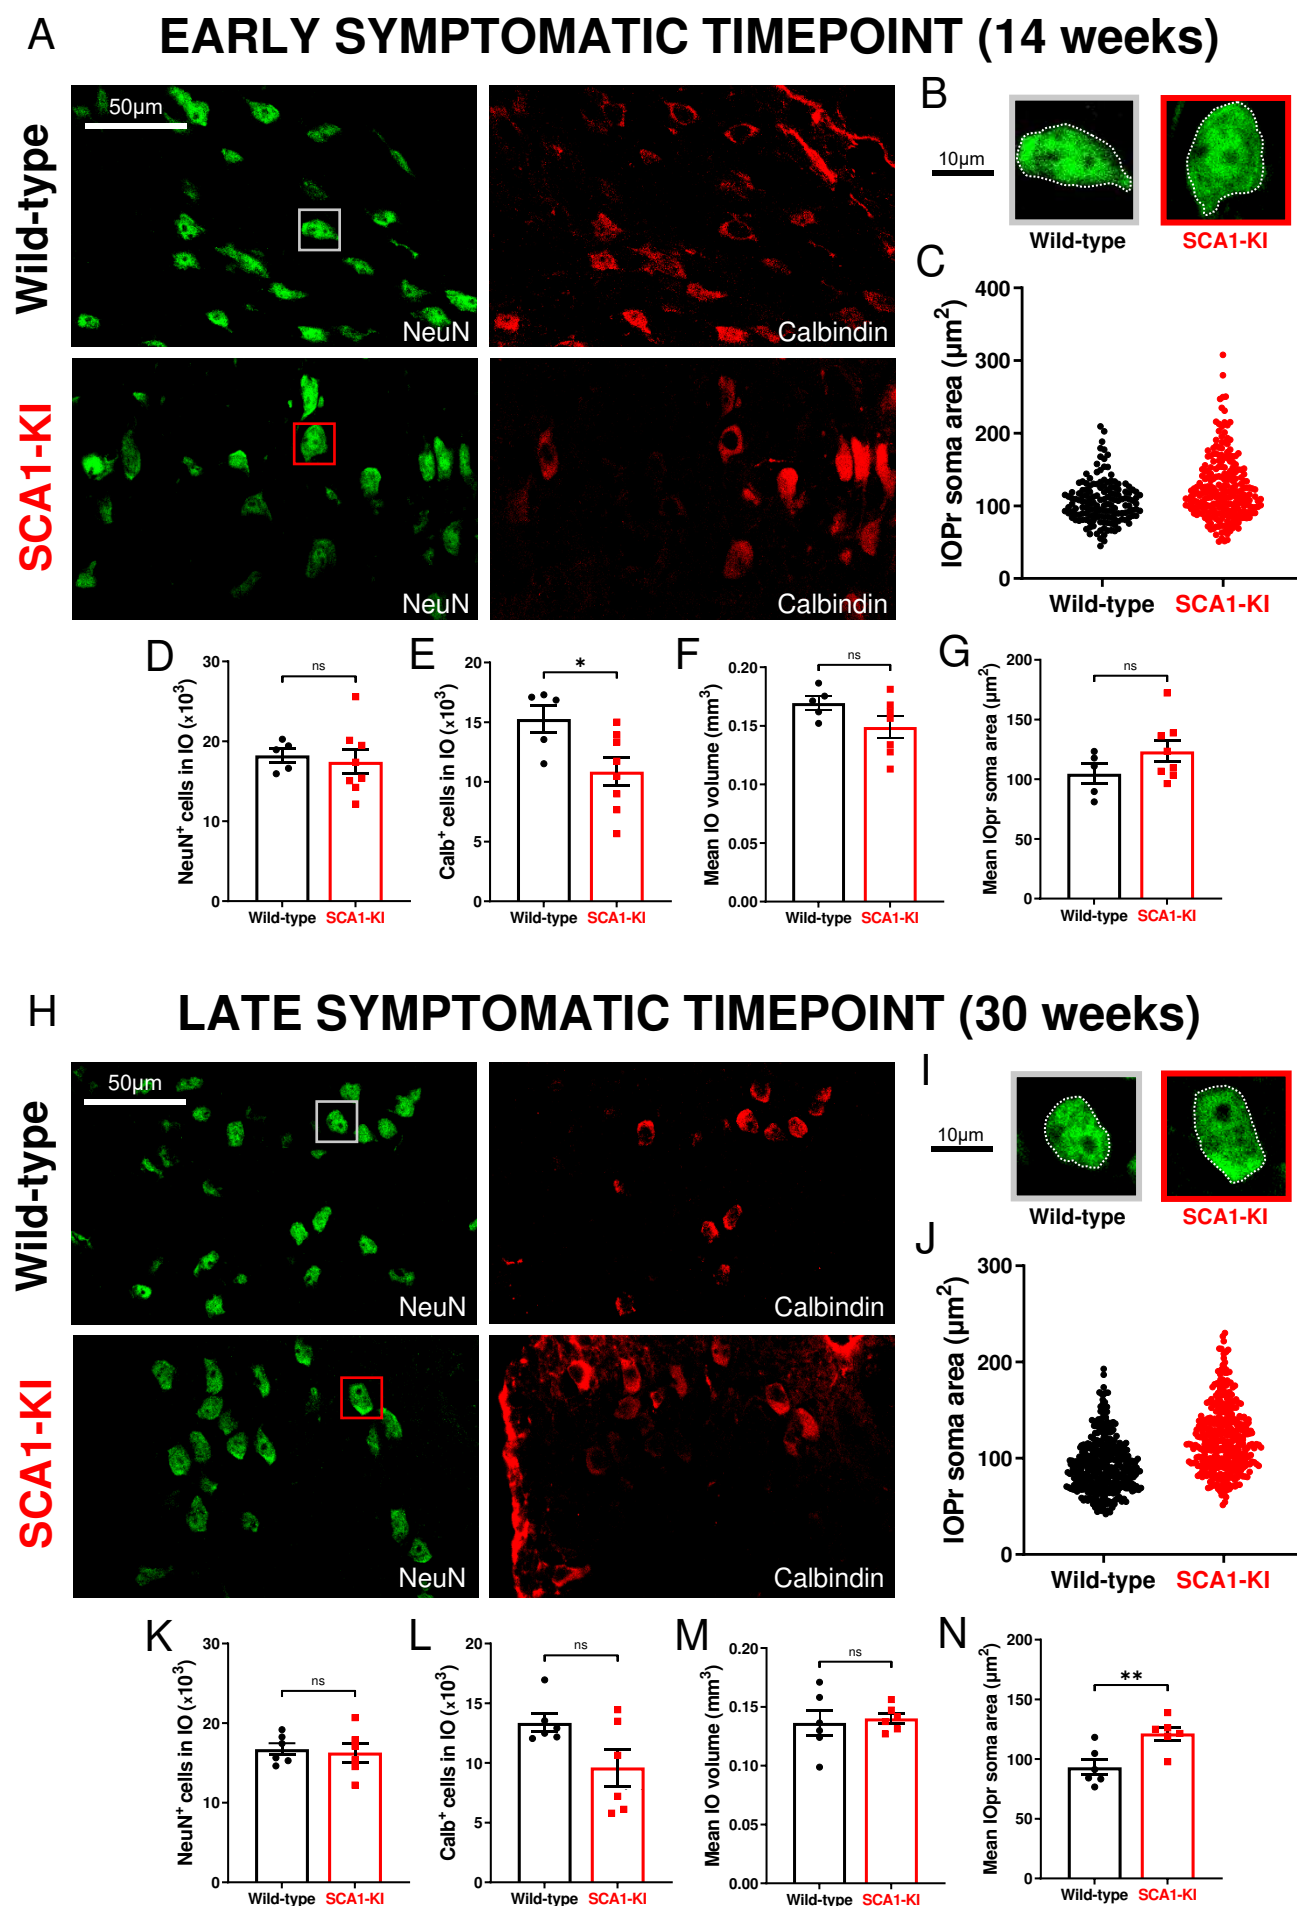 A
EARLY SYMPTOMATIC TIMEPOINT (14 weeks)
Wild-type
50µm
NeuN
Calbindin
SCA1-KI
NeuN
Calbindin
B
10µm
Wild-type
SCA1-KI
C
IOPr soma area (µm²)
400
300
200
100
0
Wild-type
SCA1-KI
D
NeuN⁺ cells in IO (x10³)
30
20
10
0
ns
Wild-type
SCA1-KI
E
Calb⁺ cells in IO (x10³)
20
15
10
5
0
*
Wild-type
SCA1-KI
F
Mean IO volume (mm³)
0.20
0.15
0.10
0.05
0.00
ns
Wild-type
SCA1-KI
G
Mean IOpr soma area (µm²)
200
150
100
50
0
ns
Wild-type
SCA1-KI
H
LATE SYMPTOMATIC TIMEPOINT (30 weeks)
Wild-type
50µm
NeuN
Calbindin
SCA1-KI
NeuN
Calbindin
I
10µm
Wild-type
SCA1-KI
J
IOPr soma area (µm²)
300
200
100
0
Wild-type
SCA1-KI
K
NeuN⁺ cells in IO (x10³)
30
20
10
0
ns
Wild-type
SCA1-KI
L
Calb⁺ cells in IO (x10³)
20
15
10
5
0
ns
Wild-type
SCA1-KI
M
Mean IO volume (mm³)
0.20
0.15
0.10
0.05
0.00
ns
Wild-type
SCA1-KI
N
Mean IOpr soma area (µm²)
200
150
100
50
0
**
Wild-type
SCA1-KI